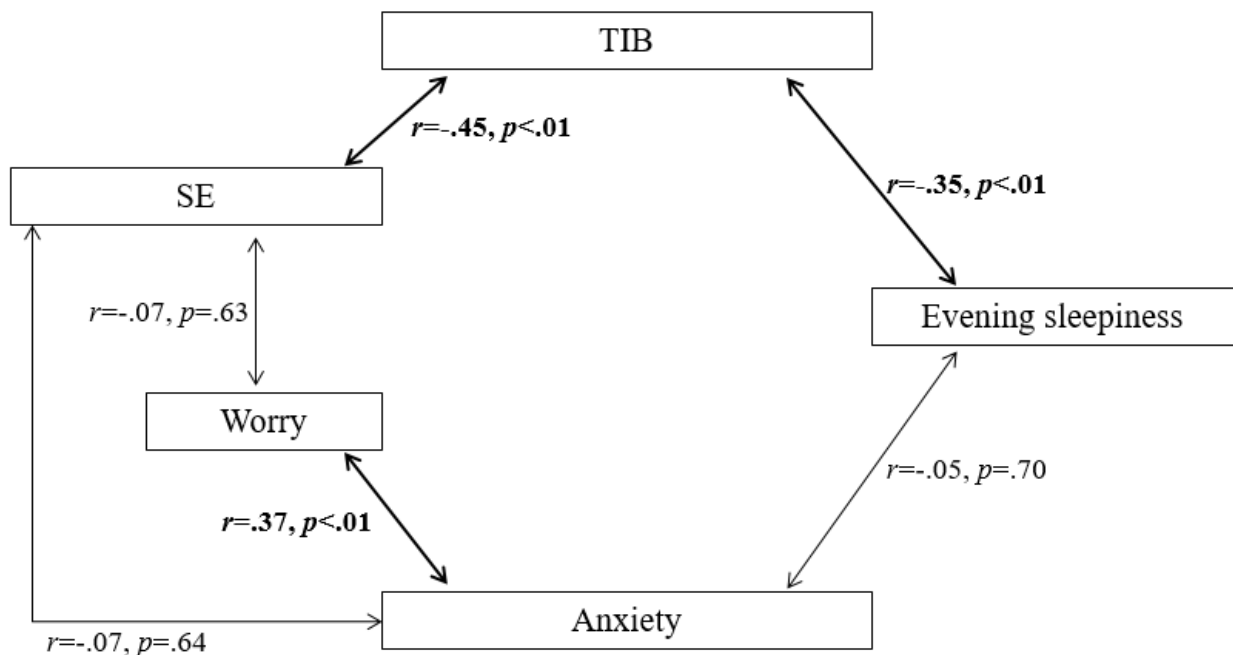 TIB
r=-.45, p<.01
SE
r=-.35, p<.01
r=-.07, p=.63
Evening sleepiness
Worry
r=-.05, p=.70
r=.37, p<.01
Anxiety
r=-.07, p=.64